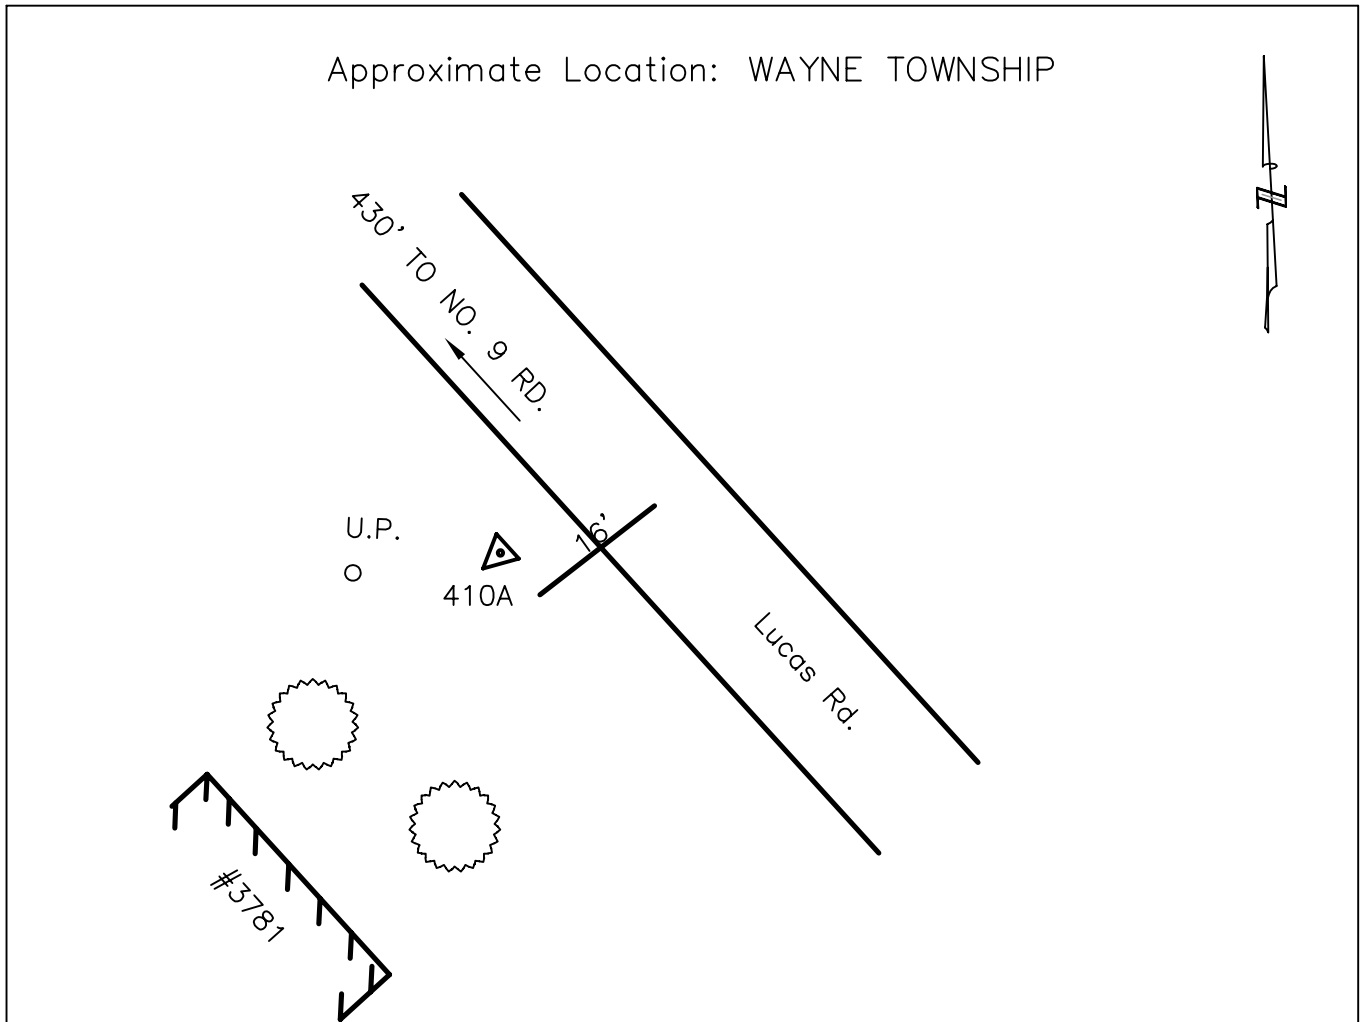 Approximate Location: WAYNE TOWNSHIP
N
430' TO NO. 9 RD.
16'
U.P.
410A
Lucas Rd.
#3781